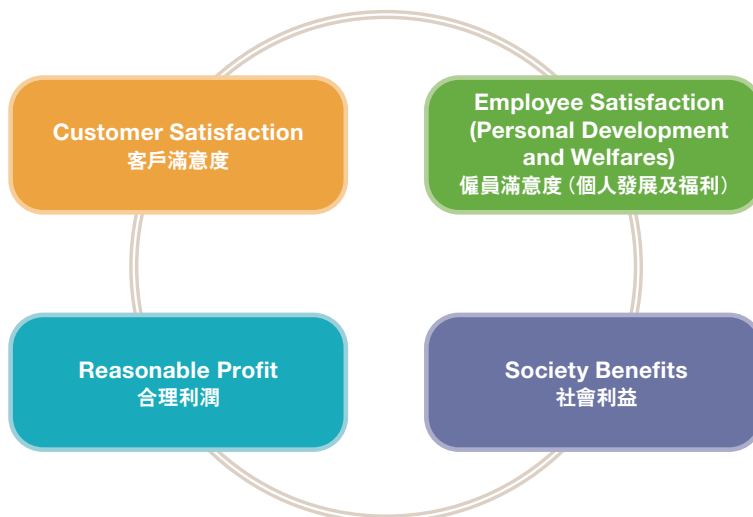 Customer Satisfaction
客戶滿意度
Employee Satisfaction
(Personal Development
and Welfares)
僱員滿意度（個人發展及福利）
Reasonable Profit
合理利潤
Society Benefits
社會利益